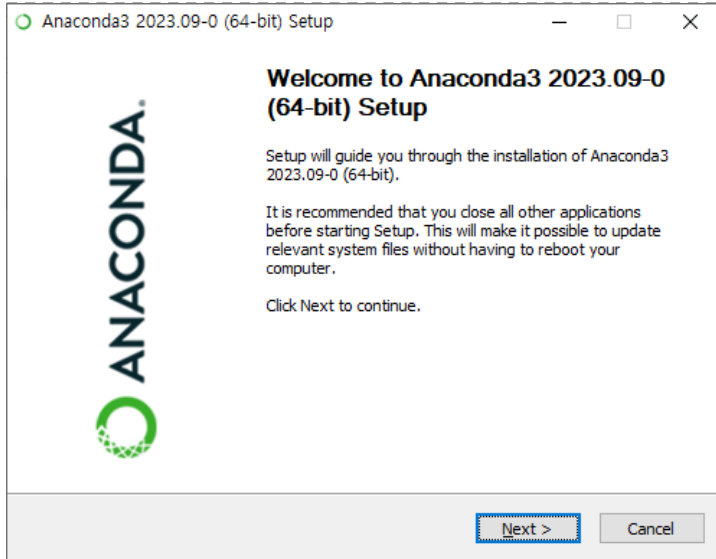 Anaconda3 2023.09-0 (64-bit) Setup
ANACONDA.
Welcome to Anaconda3 2023.09-0
(64-bit) Setup
Setup will guide you through the installation of Anaconda3
2023.09-0 (64-bit).
It is recommended that you close all other applications
before starting Setup. This will make it possible to update
relevant system files without having to reboot your
computer.
Click Next to continue.
Next >
Cancel